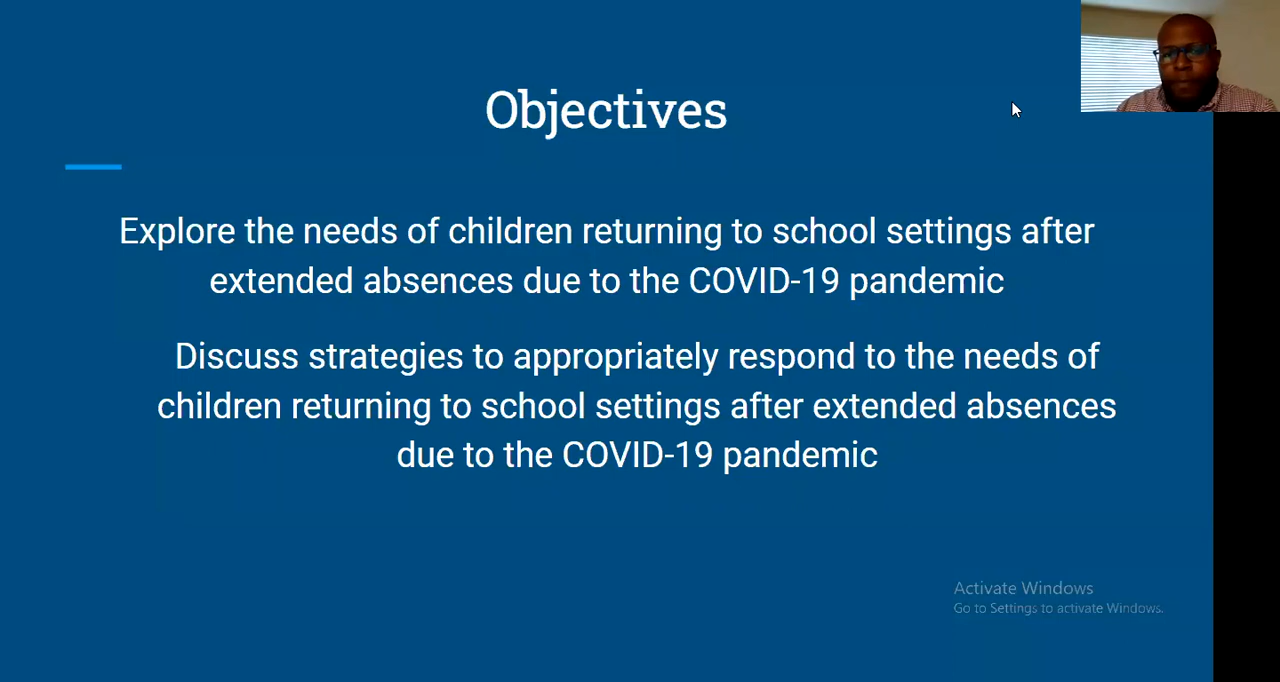 Objectives
Explore the needs of children returning to school settings after
extended absences due to the COVID-19 pandemic
Discuss strategies to appropriately respond to the needs of
children returning to school settings after extended absences
due to the COVID-19 pandemic
Activate Windows
Go to Settings to activate Windows.